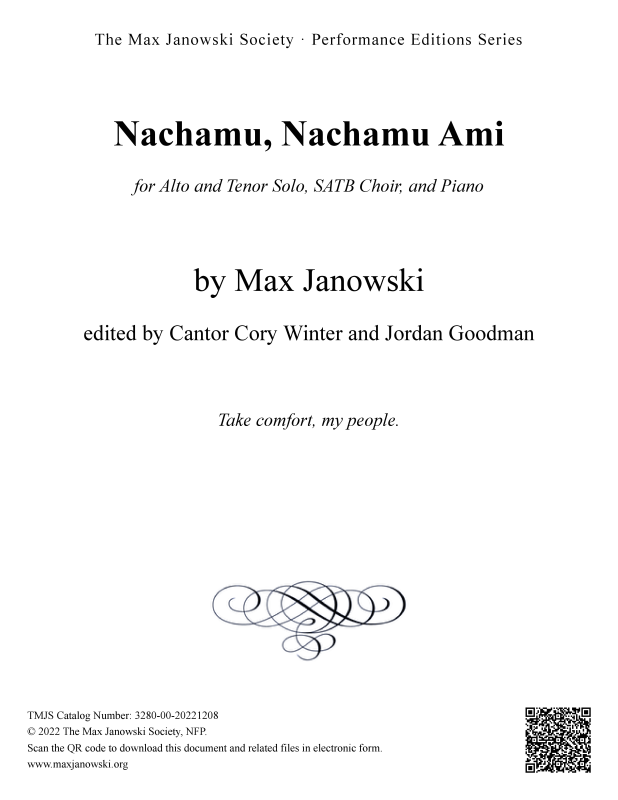 The Max Janowski Society · Performance Editions Series
Nachamu, Nachamu Ami
for Alto and Tenor Solo, SATB Choir, and Piano
by Max Janowski
edited by Cantor Cory Winter and Jordan Goodman
Take comfort, my people.
TMJS Catalog Number: 3280-00-20221208
© 2022 The Max Janowski Society, NFP.
Scan the QR code to download this document and related files in electronic form.
www.maxjanowski.org